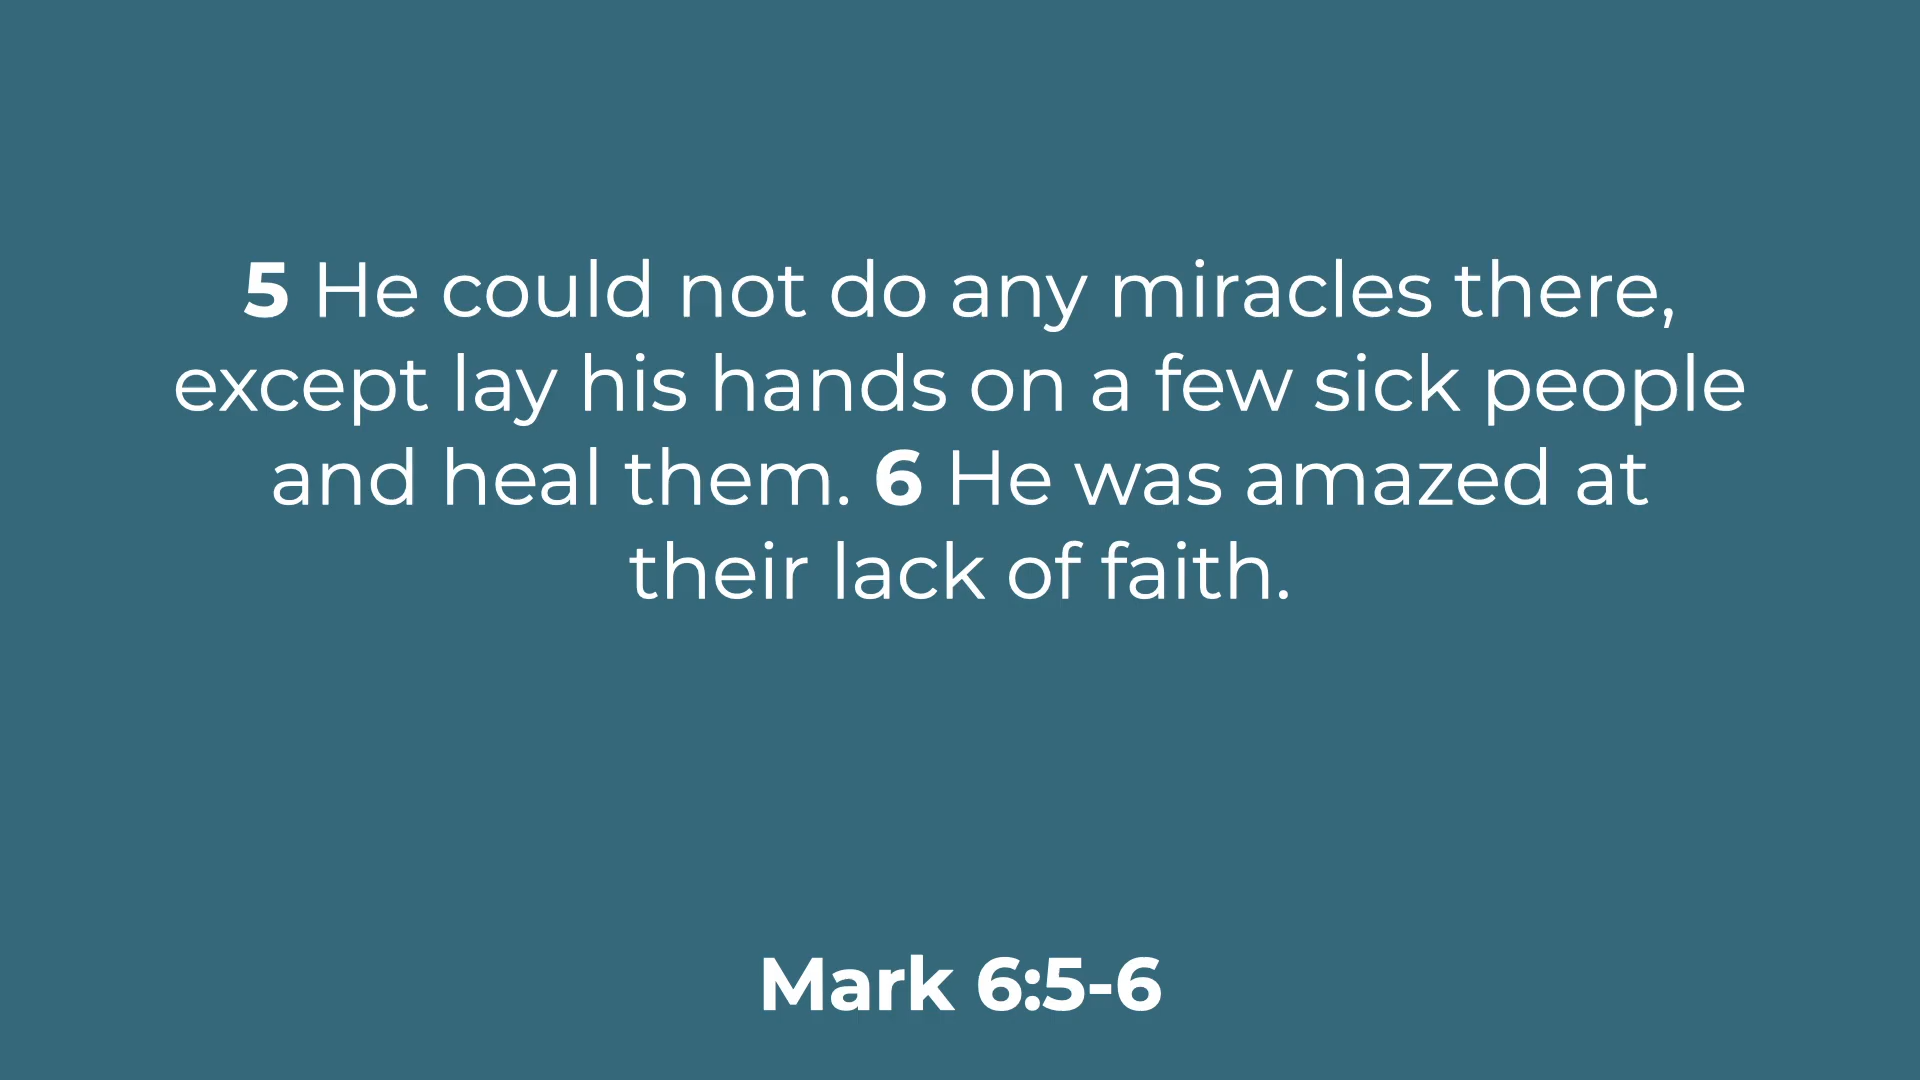 5 He could not do any miracles there,
except lay his hands on a few sick people
and heal them. 6 He was amazed at
their lack of faith.
Mark 6:5-6